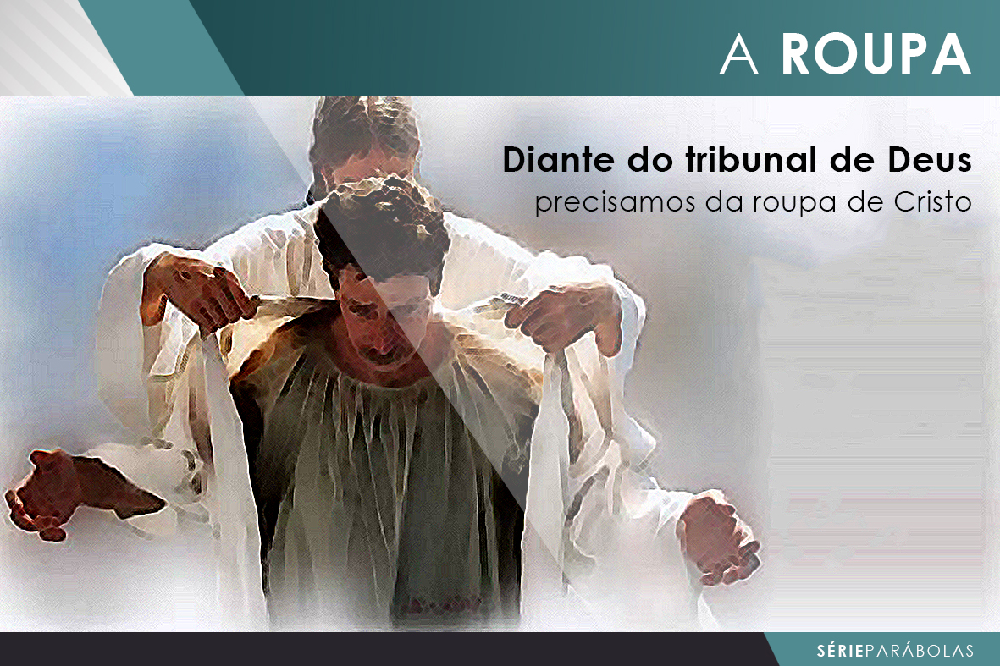 A ROUPA
Diante do tribunal de Deus
precisamos da roupa de Cristo
SÉRIEPARÁBOLAS